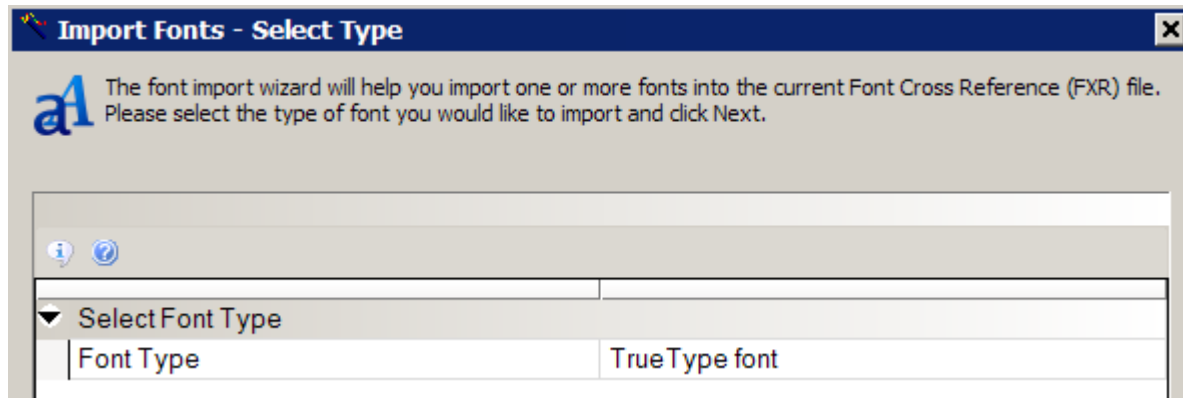 Import Fonts - Select Type
The font import wizard will help you import one or more fonts into the current Font Cross Reference (FXR) file.
Please select the type of font you would like to import and click Next.
Select Font Type
Font Type TrueType font